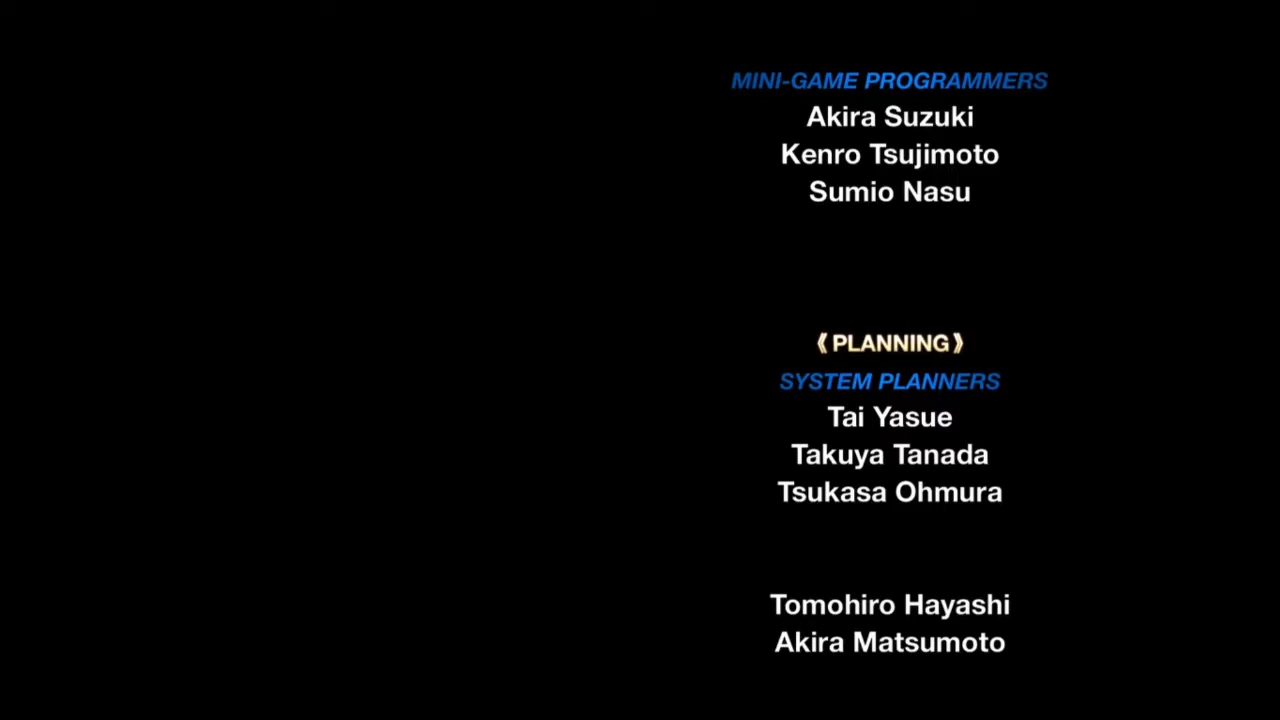 MINI-GAME PROGRAMMERS
Akira Suzuki
Kenro Tsujimoto
Sumio Nasu
《PLANNING》
SYSTEM PLANNERS
Tai Yasue
Takuya Tanada
Tsukasa Ohmura
Tomohiro Hayashi
Akira Matsumoto